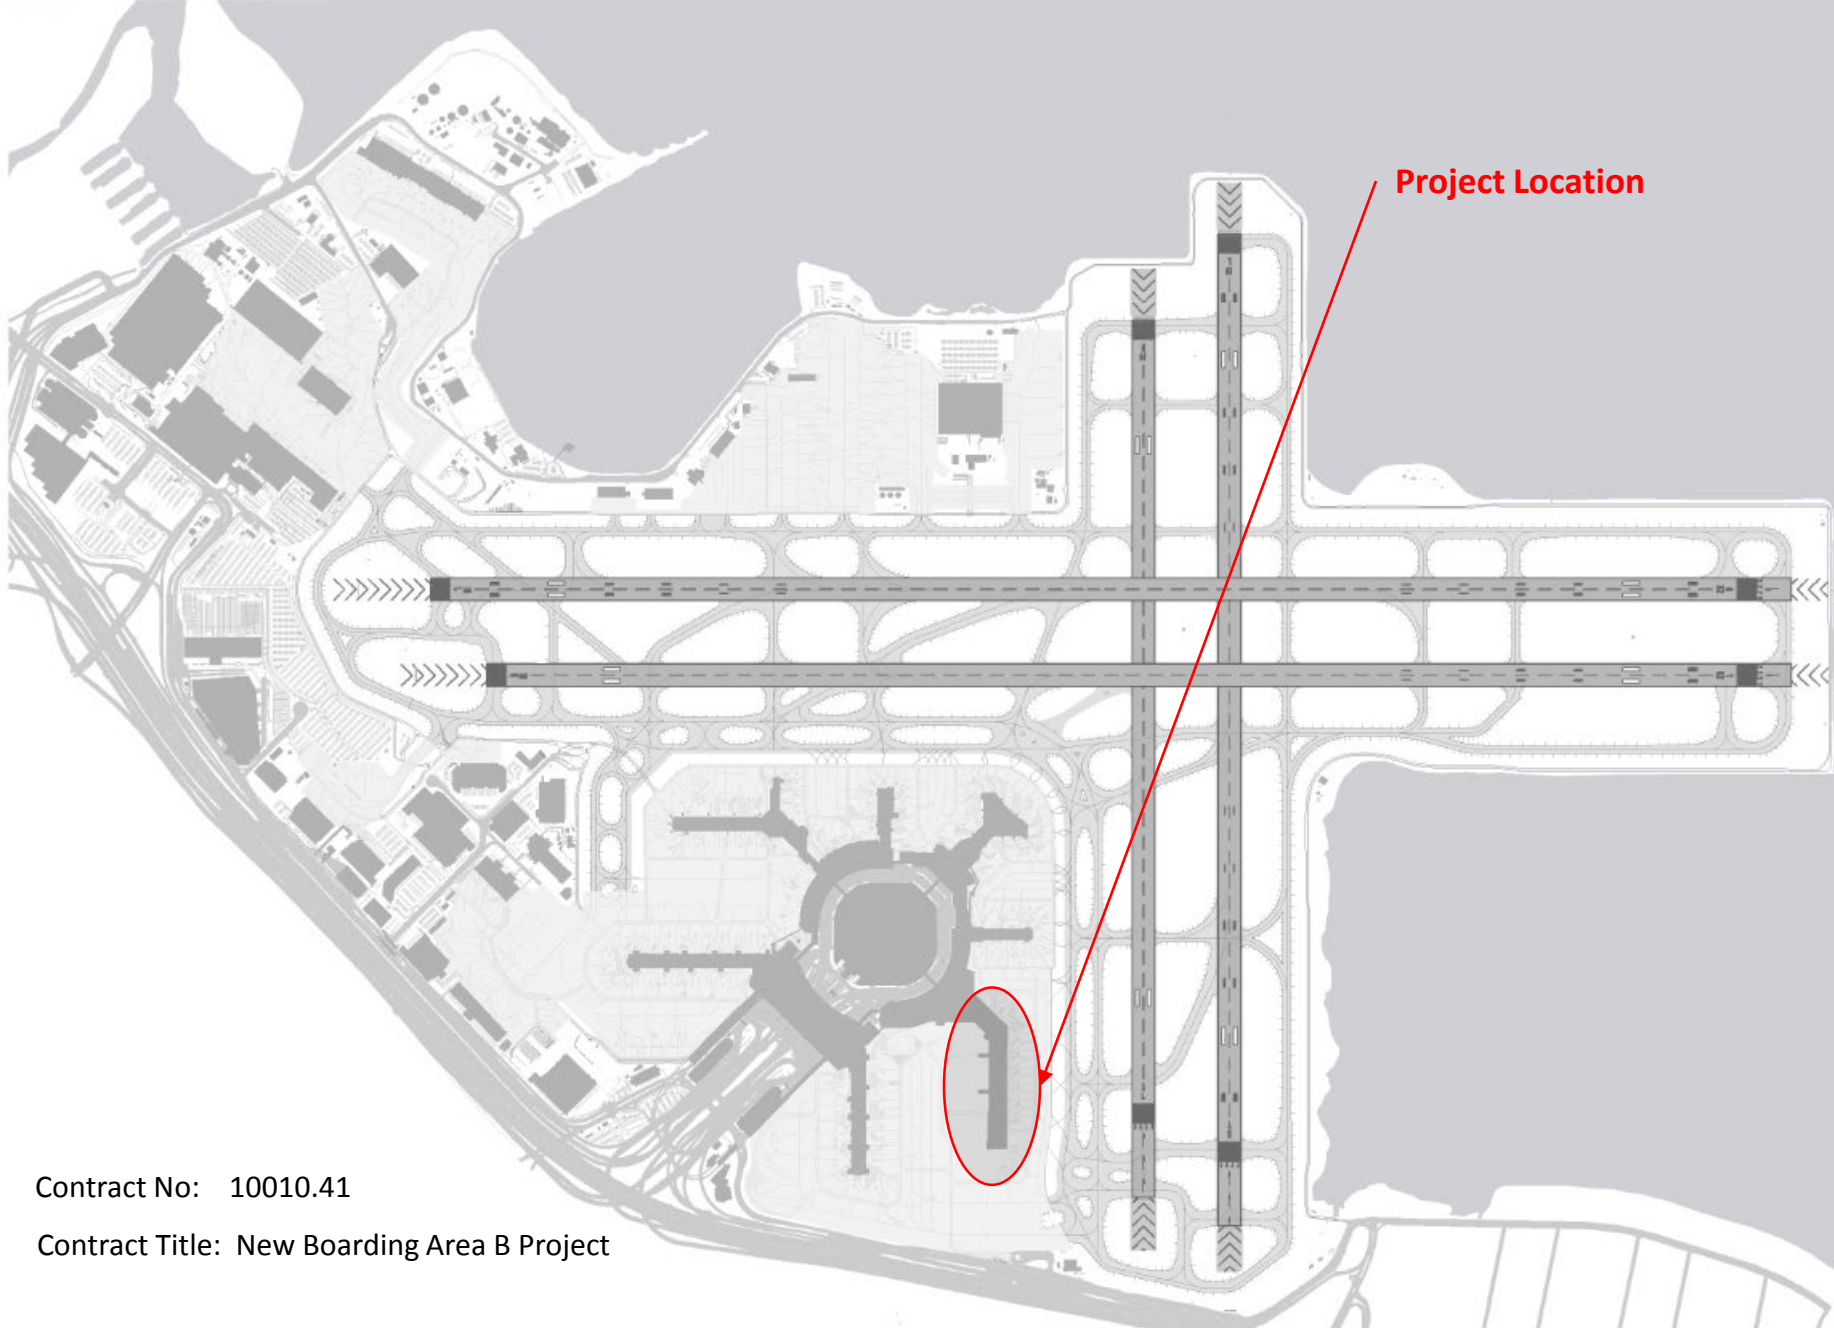 Project Location
Contract No: 10010.41
Contract Title: New Boarding Area B Project